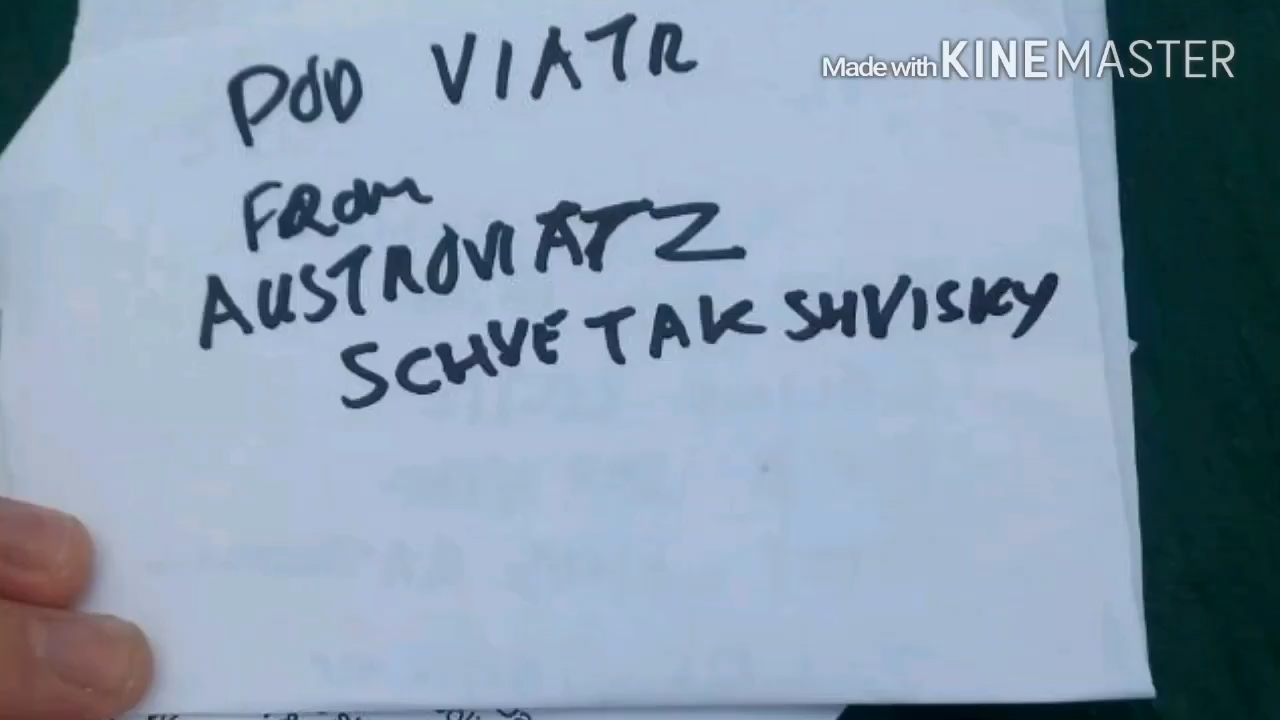 Made with KINEMASTER
POD VIATR
FROM
AUSTROVIATZ
SCHVETAKSHVISKY